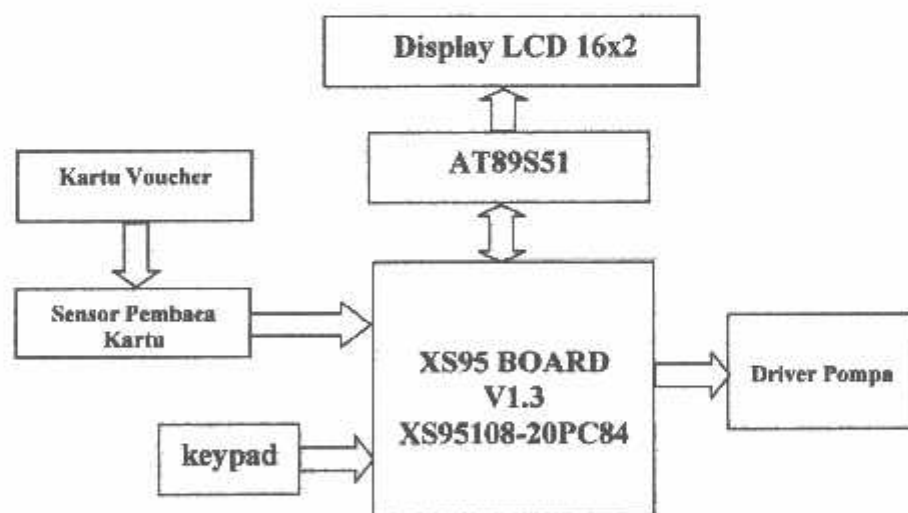 Display LCD 16x2
AT89S51
Kartu Voucher
Sensor Pembaca
Kartu
XS95 BOARD
V1.3
XS95108-20PC84
Driver Pompa
keypad